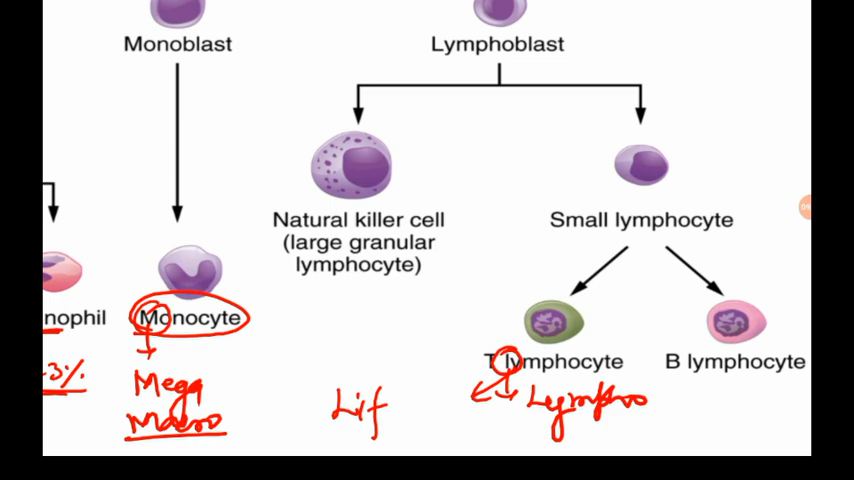 Monoblast
Lymphoblast
Natural killer cell
(large granular
lymphocyte)
Small lymphocyte
nophil
Monocyte
T lymphocyte
B lymphocyte
-3%
Mega
Macro
Lif
Lympho